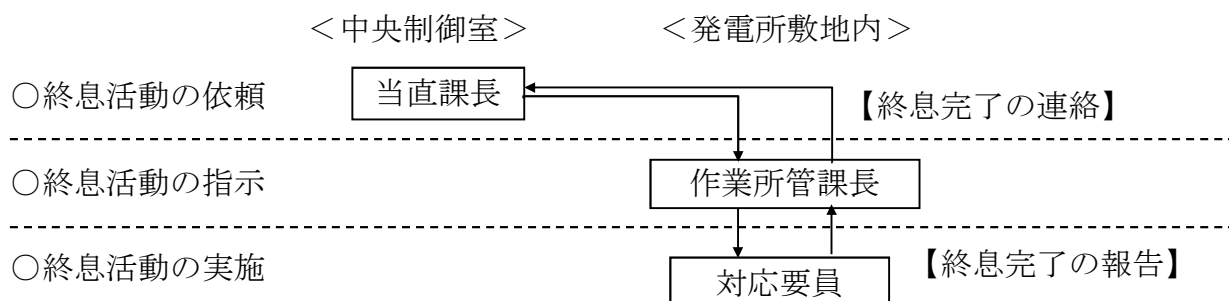 ＜中央制御室＞ ＜発電所敷地内＞
○終息活動の依頼 当直課長 【終息完了の連絡】
○終息活動の指示 作業所管課長
○終息活動の実施 対応要員 【終息完了の報告】